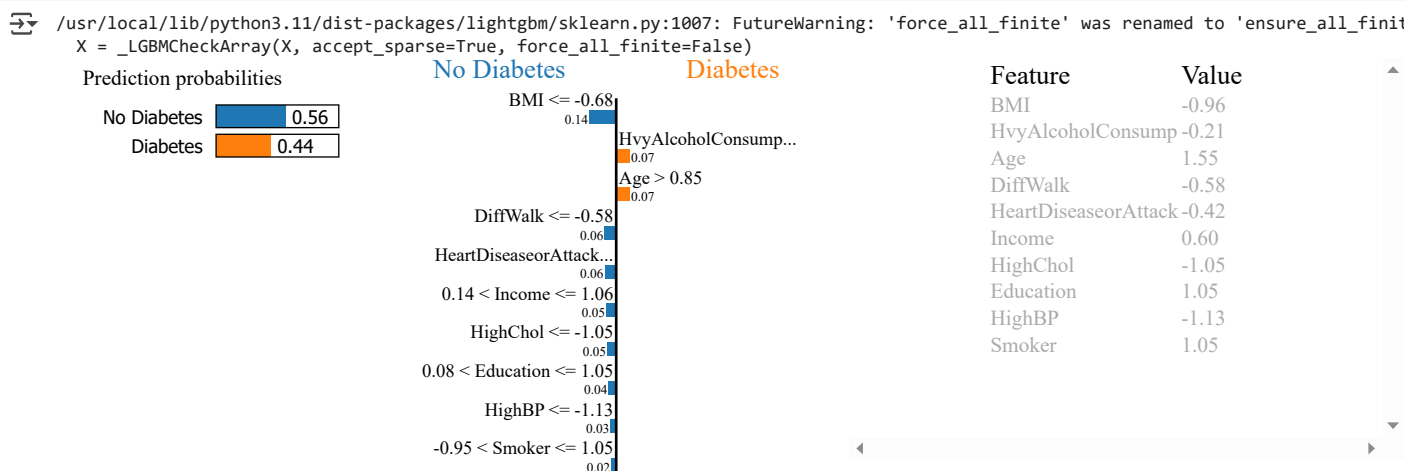 /usr/local/lib/python3.11/dist-packages/lightgbm/sklearn.py:1007: FutureWarning: 'force_all_finite' was renamed to 'ensure_all_finit
X = _LGBMCheckArray(X, accept_sparse=True, force_all_finite=False)
Prediction probabilities
No Diabetes 0.56
Diabetes 0.44
No Diabetes Diabetes
BMI <= -0.68
0.14
HvyAlcoholConsump...
0.07
Age > 0.85
0.07
DiffWalk <= -0.58
0.06
HeartDiseaseorAttack...
0.06
0.14 < Income <= 1.06
0.05
HighChol <= -1.05
0.05
0.08 < Education <= 1.05
0.04
HighBP <= -1.13
0.03
-0.95 < Smoker <= 1.05
0.02
Feature Value
BMI -0.96
HvyAlcoholConsump -0.21
Age 1.55
DiffWalk -0.58
HeartDiseaseorAttack -0.42
Income 0.60
HighChol -1.05
Education 1.05
HighBP -1.13
Smoker 1.05